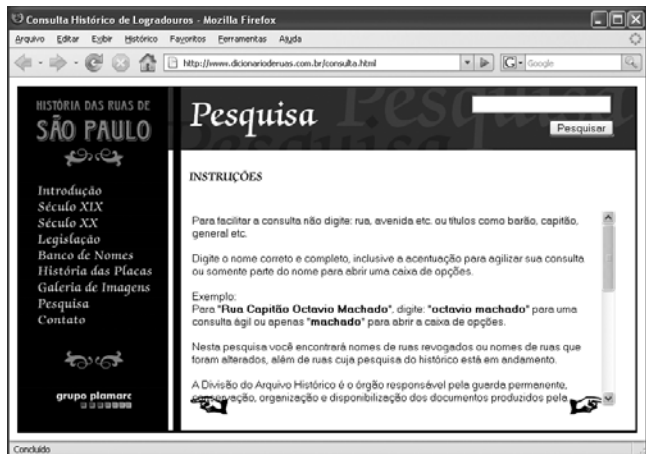 Consulta Histórico de Logradouros - Mozilla Firefox
Arquivo Editar Exibir Histórico Favoritos Ferramentas Ajuda
http://www.dicionarioderuas.com.br/consulta.html
Google
HISTÓRIA DAS RUAS DE
SÃO PAULO
Pesquisa
Pesquisar
Introdução
Século XIX
Século XX
Legislação
Banco de Nomes
História das Placas
Galeria de Imagens
Pesquisa
Contato
grupo plamarc
INSTRUÇÕES
Para facilitar a consulta não digite: rua, avenida etc. ou títulos como barão, capitão,
general etc.
Digite o nome correto e completo, inclusive a acentuação para agilizar sua consulta
ou somente parte do nome para abrir uma caixa de opções.
Exemplo:
Para "Rua Capitão Octavio Machado", digite: "octavio machado" para uma
consulta ágil ou apenas "machado" para abrir a caixa de opções.
Nesta pesquisa você encontrará nomes de ruas revogados ou nomes de ruas que
foram alterados, além de ruas cuja pesquisa do histórico está em andamento.
A Divisão do Arquivo Histórico é o órgão responsável pela guarda permanente,
conservação, organização e disponibilização dos documentos produzidos pela
Concluído